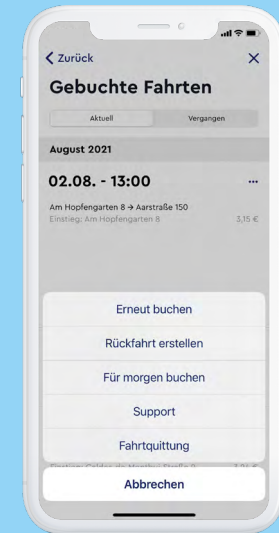 Zurück
Gebuchte Fahrten
Aktuell Vergangen
August 2021
02.08. - 13:00 ...
Am Hopfengarten 8 → Aarstraße 150
Einstieg: Am Hopfengarten 8 3,15 €
Erneut buchen
Rückfahrt erstellen
Für morgen buchen
Support
Fahrtquittung
Abbrechen